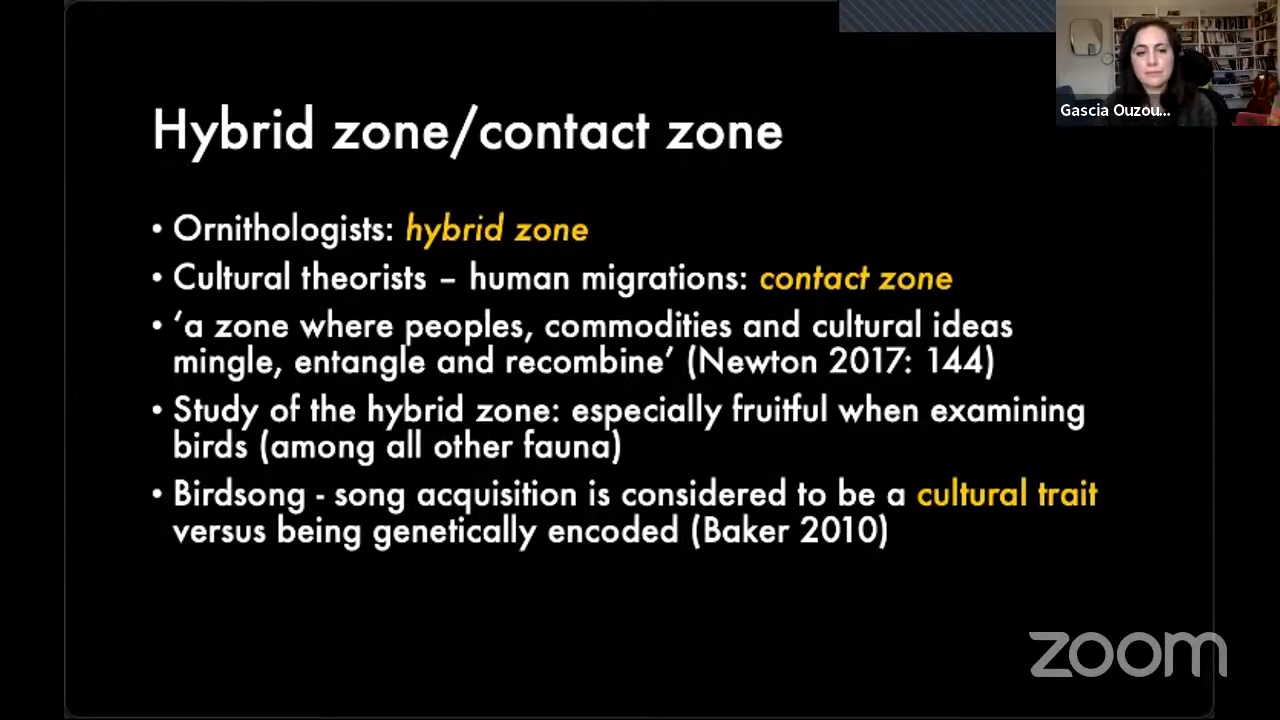 Gascia Ouzou...
Hybrid zone/contact zone
• Ornithologists: hybrid zone
• Cultural theorists – human migrations: contact zone
• ‘a zone where peoples, commodities and cultural ideas
mingle, entangle and recombine’ (Newton 2017: 144)
• Study of the hybrid zone: especially fruitful when examining
birds (among all other fauna)
• Birdsong - song acquisition is considered to be a cultural trait
versus being genetically encoded (Baker 2010)
zoom